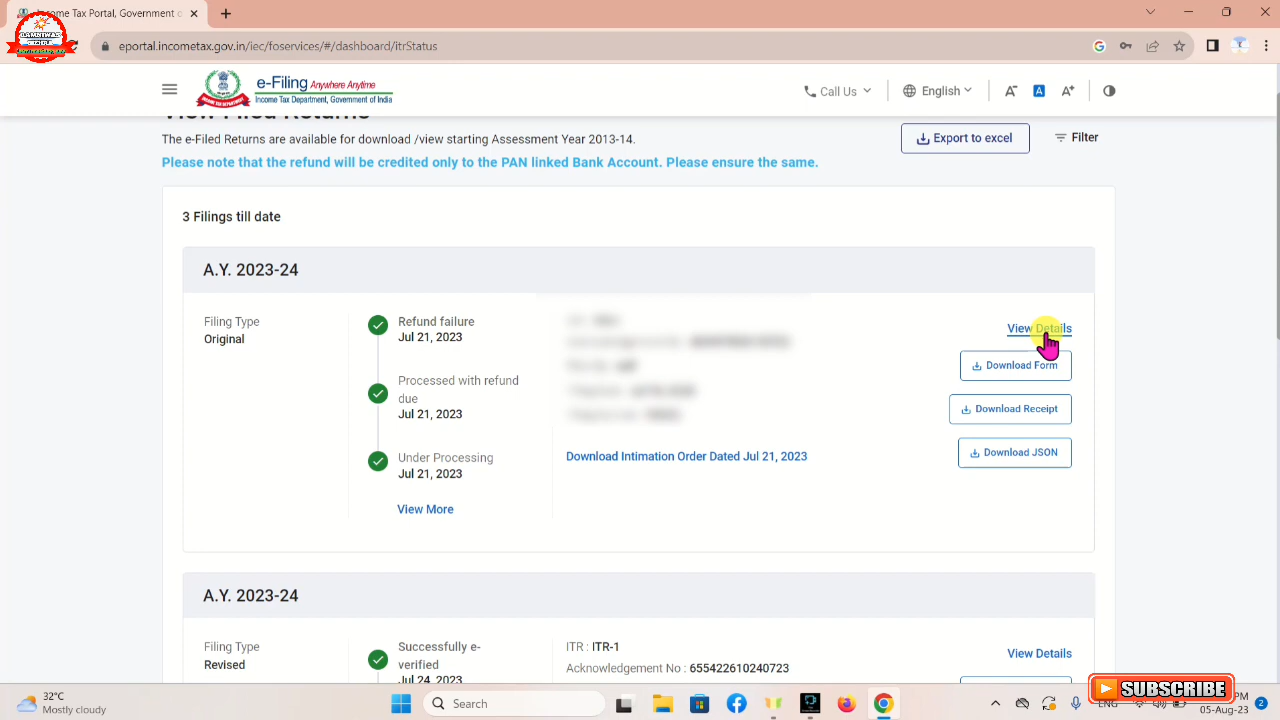 Income Tax Portal, Government o
eportal.incometax.gov.in/iec/foservices/#/dashboard/itrStatus
e-Filing Anywhere Anytime
Income Tax Department, Government of India
Call Us
English
A-
A
A+
View Filed Returns
The e-Filed Returns are available for download /view starting Assessment Year 2013-14.
Export to excel
Filter
Please note that the refund will be credited only to the PAN linked Bank Account. Please ensure the same.
3 Filings till date
A.Y. 2023-24
Filing Type
Original
Refund failure
Jul 21, 2023
Processed with refund
due
Jul 21, 2023
Under Processing
Jul 21, 2023
View More
Download Intimation Order Dated Jul 21, 2023
View Details
Download Form
Download Receipt
Download JSON
A.Y. 2023-24
Filing Type
Revised
Successfully e-
verified
Jul 24, 2023
ITR : ITR-1
Acknowledgement No : 655422610240723
View Details
32°C
Mostly cloudy
Search
ENG
PM
05-Aug-23
2
SUBSCRIBE